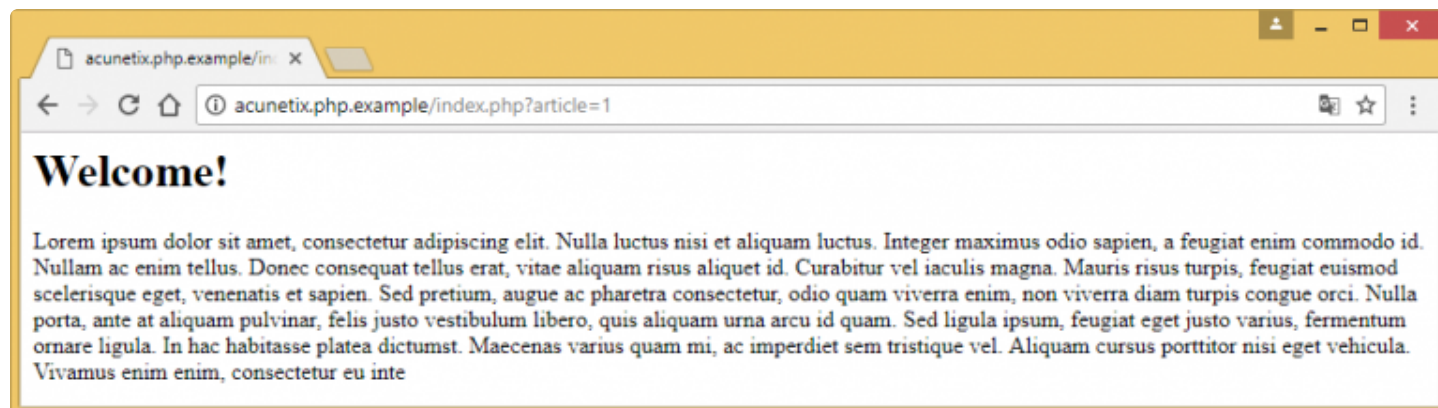 acunetix.php.example/in
acunetix.php.example/index.php?article=1
Welcome!
Lorem ipsum dolor sit amet, consectetur adipiscing elit. Nulla luctus nisi et aliquam luctus. Integer maximus odio sapien, a feugiat enim commodo id.
Nullam ac enim tellus. Donec consequat tellus erat, vitae aliquam risus aliquet id. Curabitur vel iaculis magna. Mauris risus turpis, feugiat euismod
scelerisque eget, venenatis et sapien. Sed pretium, augue ac pharetra consectetur, odio quam viverra enim, non viverra diam turpis congue orci. Nulla
porta, ante at aliquam pulvinar, felis justo vestibulum libero, quis aliquam urna arcu id quam. Sed ligula ipsum, feugiat eget justo varius, fermentum
ornare ligula. In hac habitasse platea dictumst. Maecenas varius quam mi, ac imperdiet sem tristique vel. Aliquam cursus porttitor nisi eget vehicula.
Vivamus enim enim, consectetur eu inte